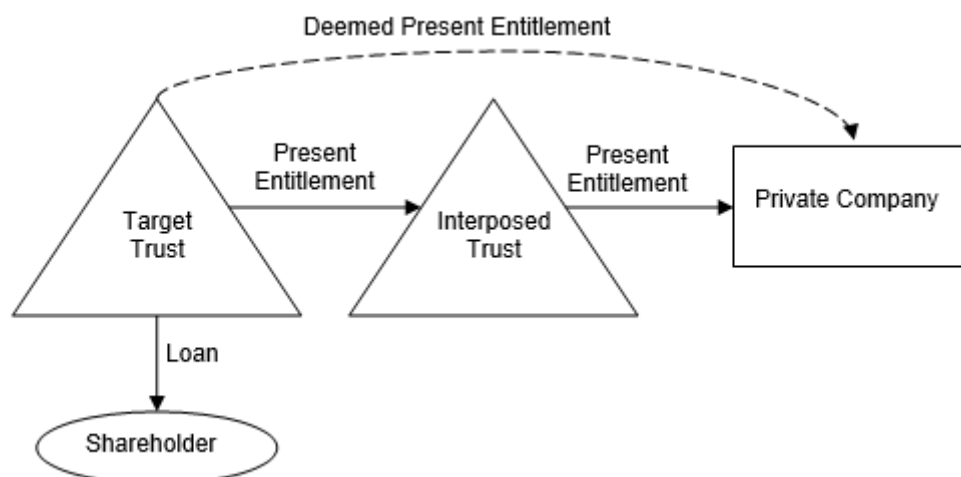 Deemed Present Entitlement
Present
Entitlement
Present
Entitlement
Private Company
Target
Trust
Interposed
Trust
Loan
Shareholder